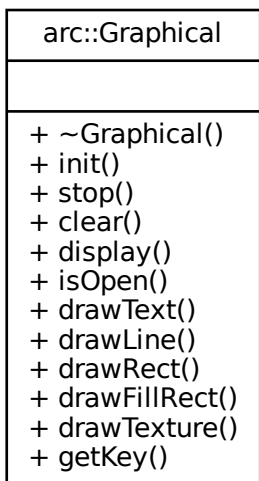 arc::Graphical
+ ~Graphical()
+ init()
+ stop()
+ clear()
+ display()
+ isOpen()
+ drawText()
+ drawLine()
+ drawRect()
+ drawFillRect()
+ drawTexture()
+ getKey()